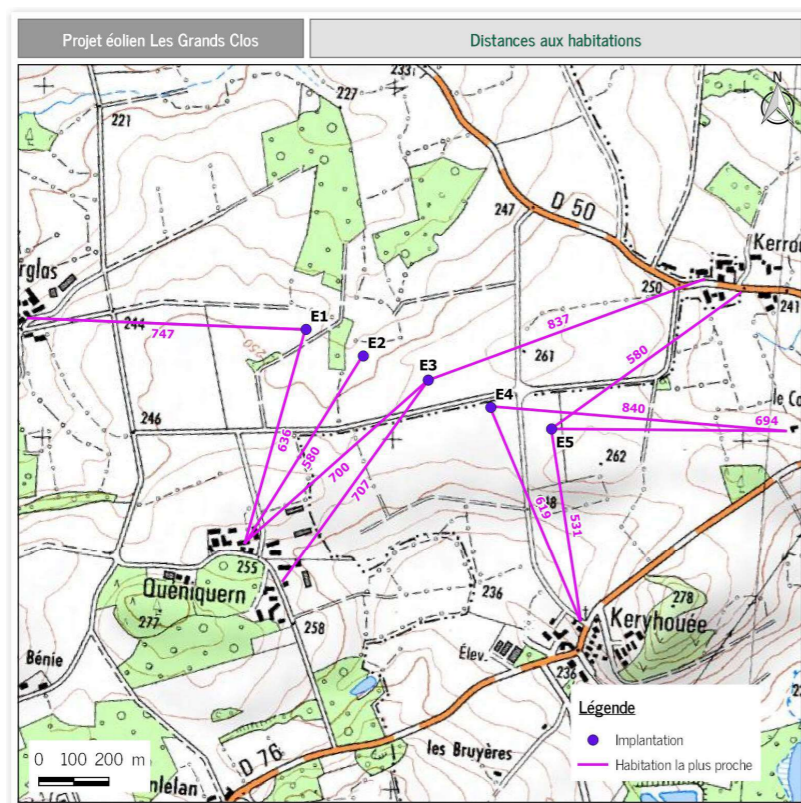 Projet éolien Les Grands Clos
Distances aux habitations
233
227
221
N
D 50
247
Kerron
rglas
250
241
244
747
E1
837
250
E2
261
580
E3
E4
le Co
840
246
694
636
580
E5
700
262
707
619
531
255
Quéniquern
236
278
277
258
Keryhouée
Bénie
Élev.
236
Légende
Implantation
les Bruyères
Habitation la plus proche
0 100 200 m
nlelan
D 76